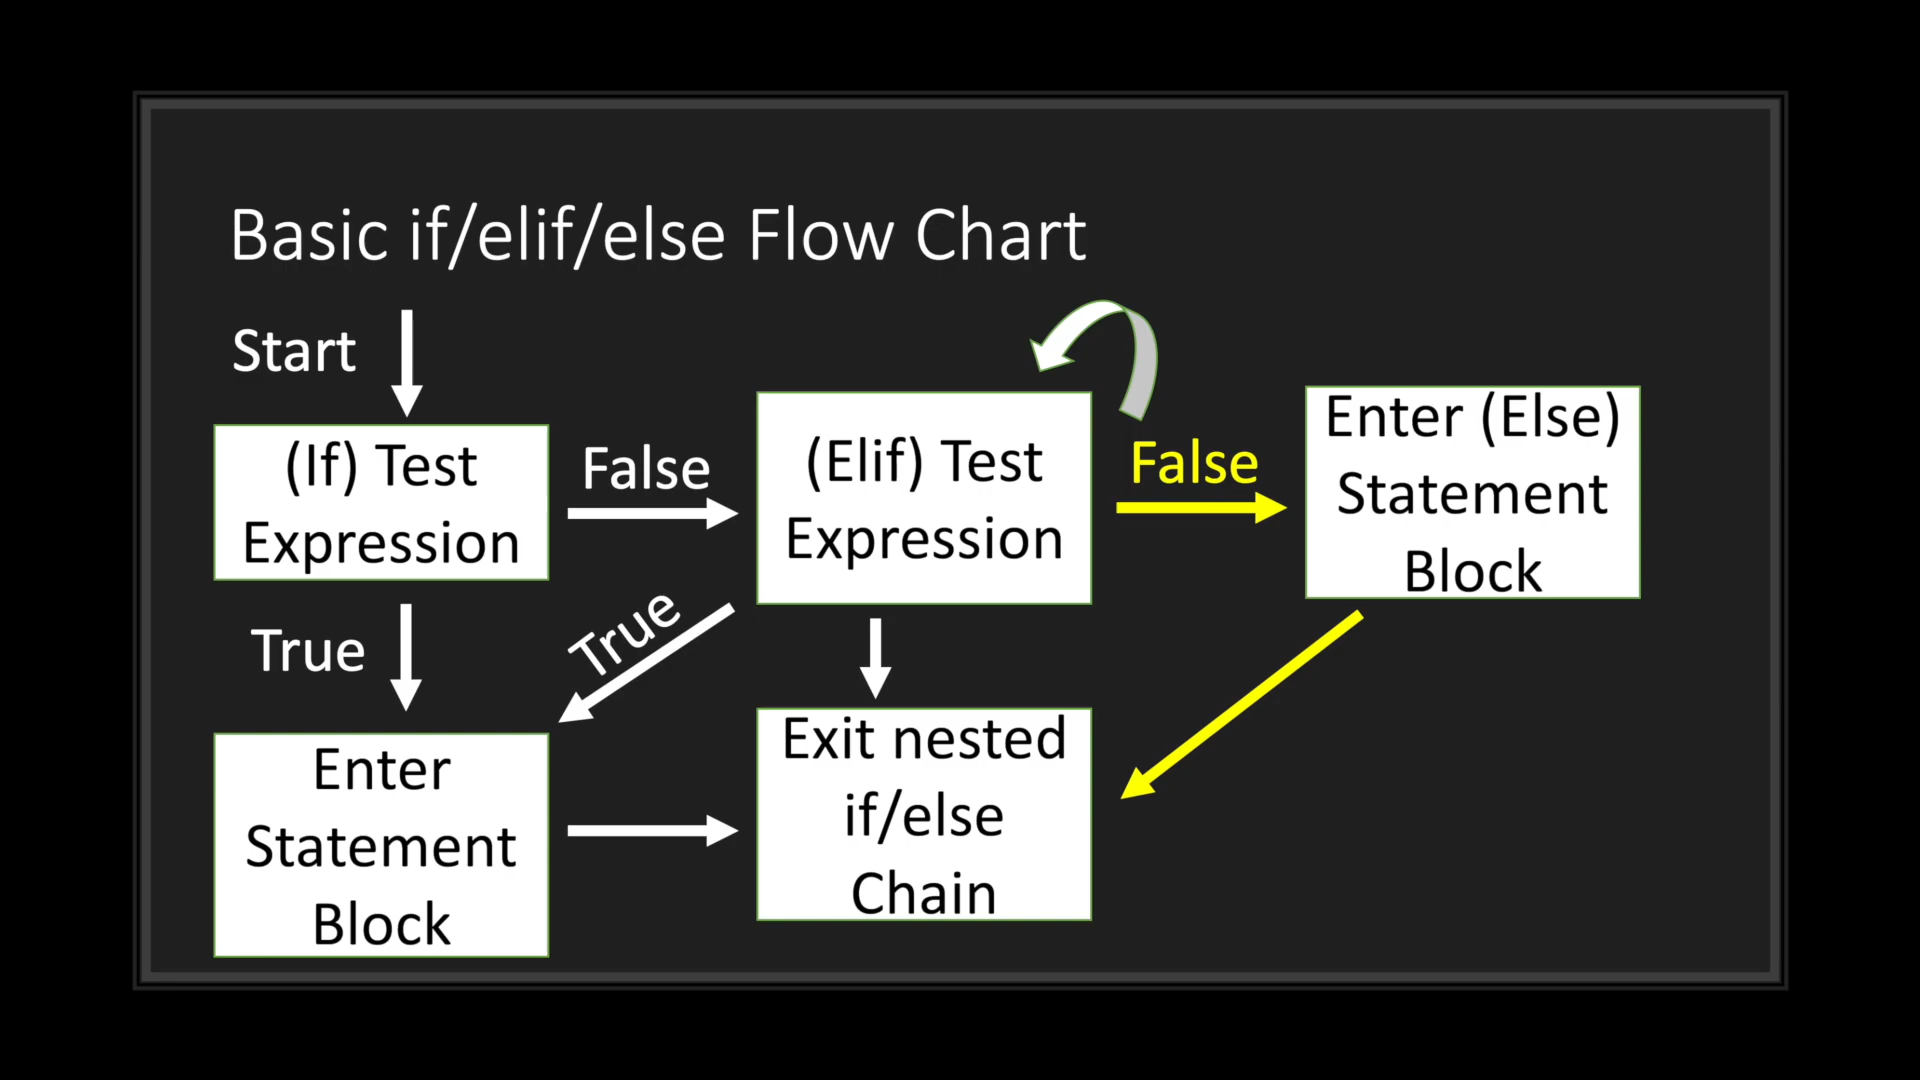 Basic if/elif/else Flow Chart
Start
(If) Test
Expression
False
(Elif) Test
Expression
False
Enter (Else)
Statement
Block
True
True
Enter
Statement
Block
Exit nested
if/else
Chain